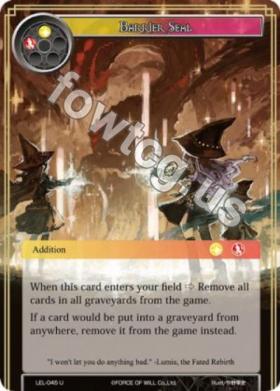 BARRIER SEAL
fowtcg.us
Addition
When this card enters your field ⇨ Remove all
cards in all graveyards from the game.
If a card would be put into a graveyard from
anywhere, remove it from the game instead.
"I won't let you do anything bad." -Lumia, the Fated Rebirth
LEL-045 U ©FORCE OF WILL Co.,Ltd.